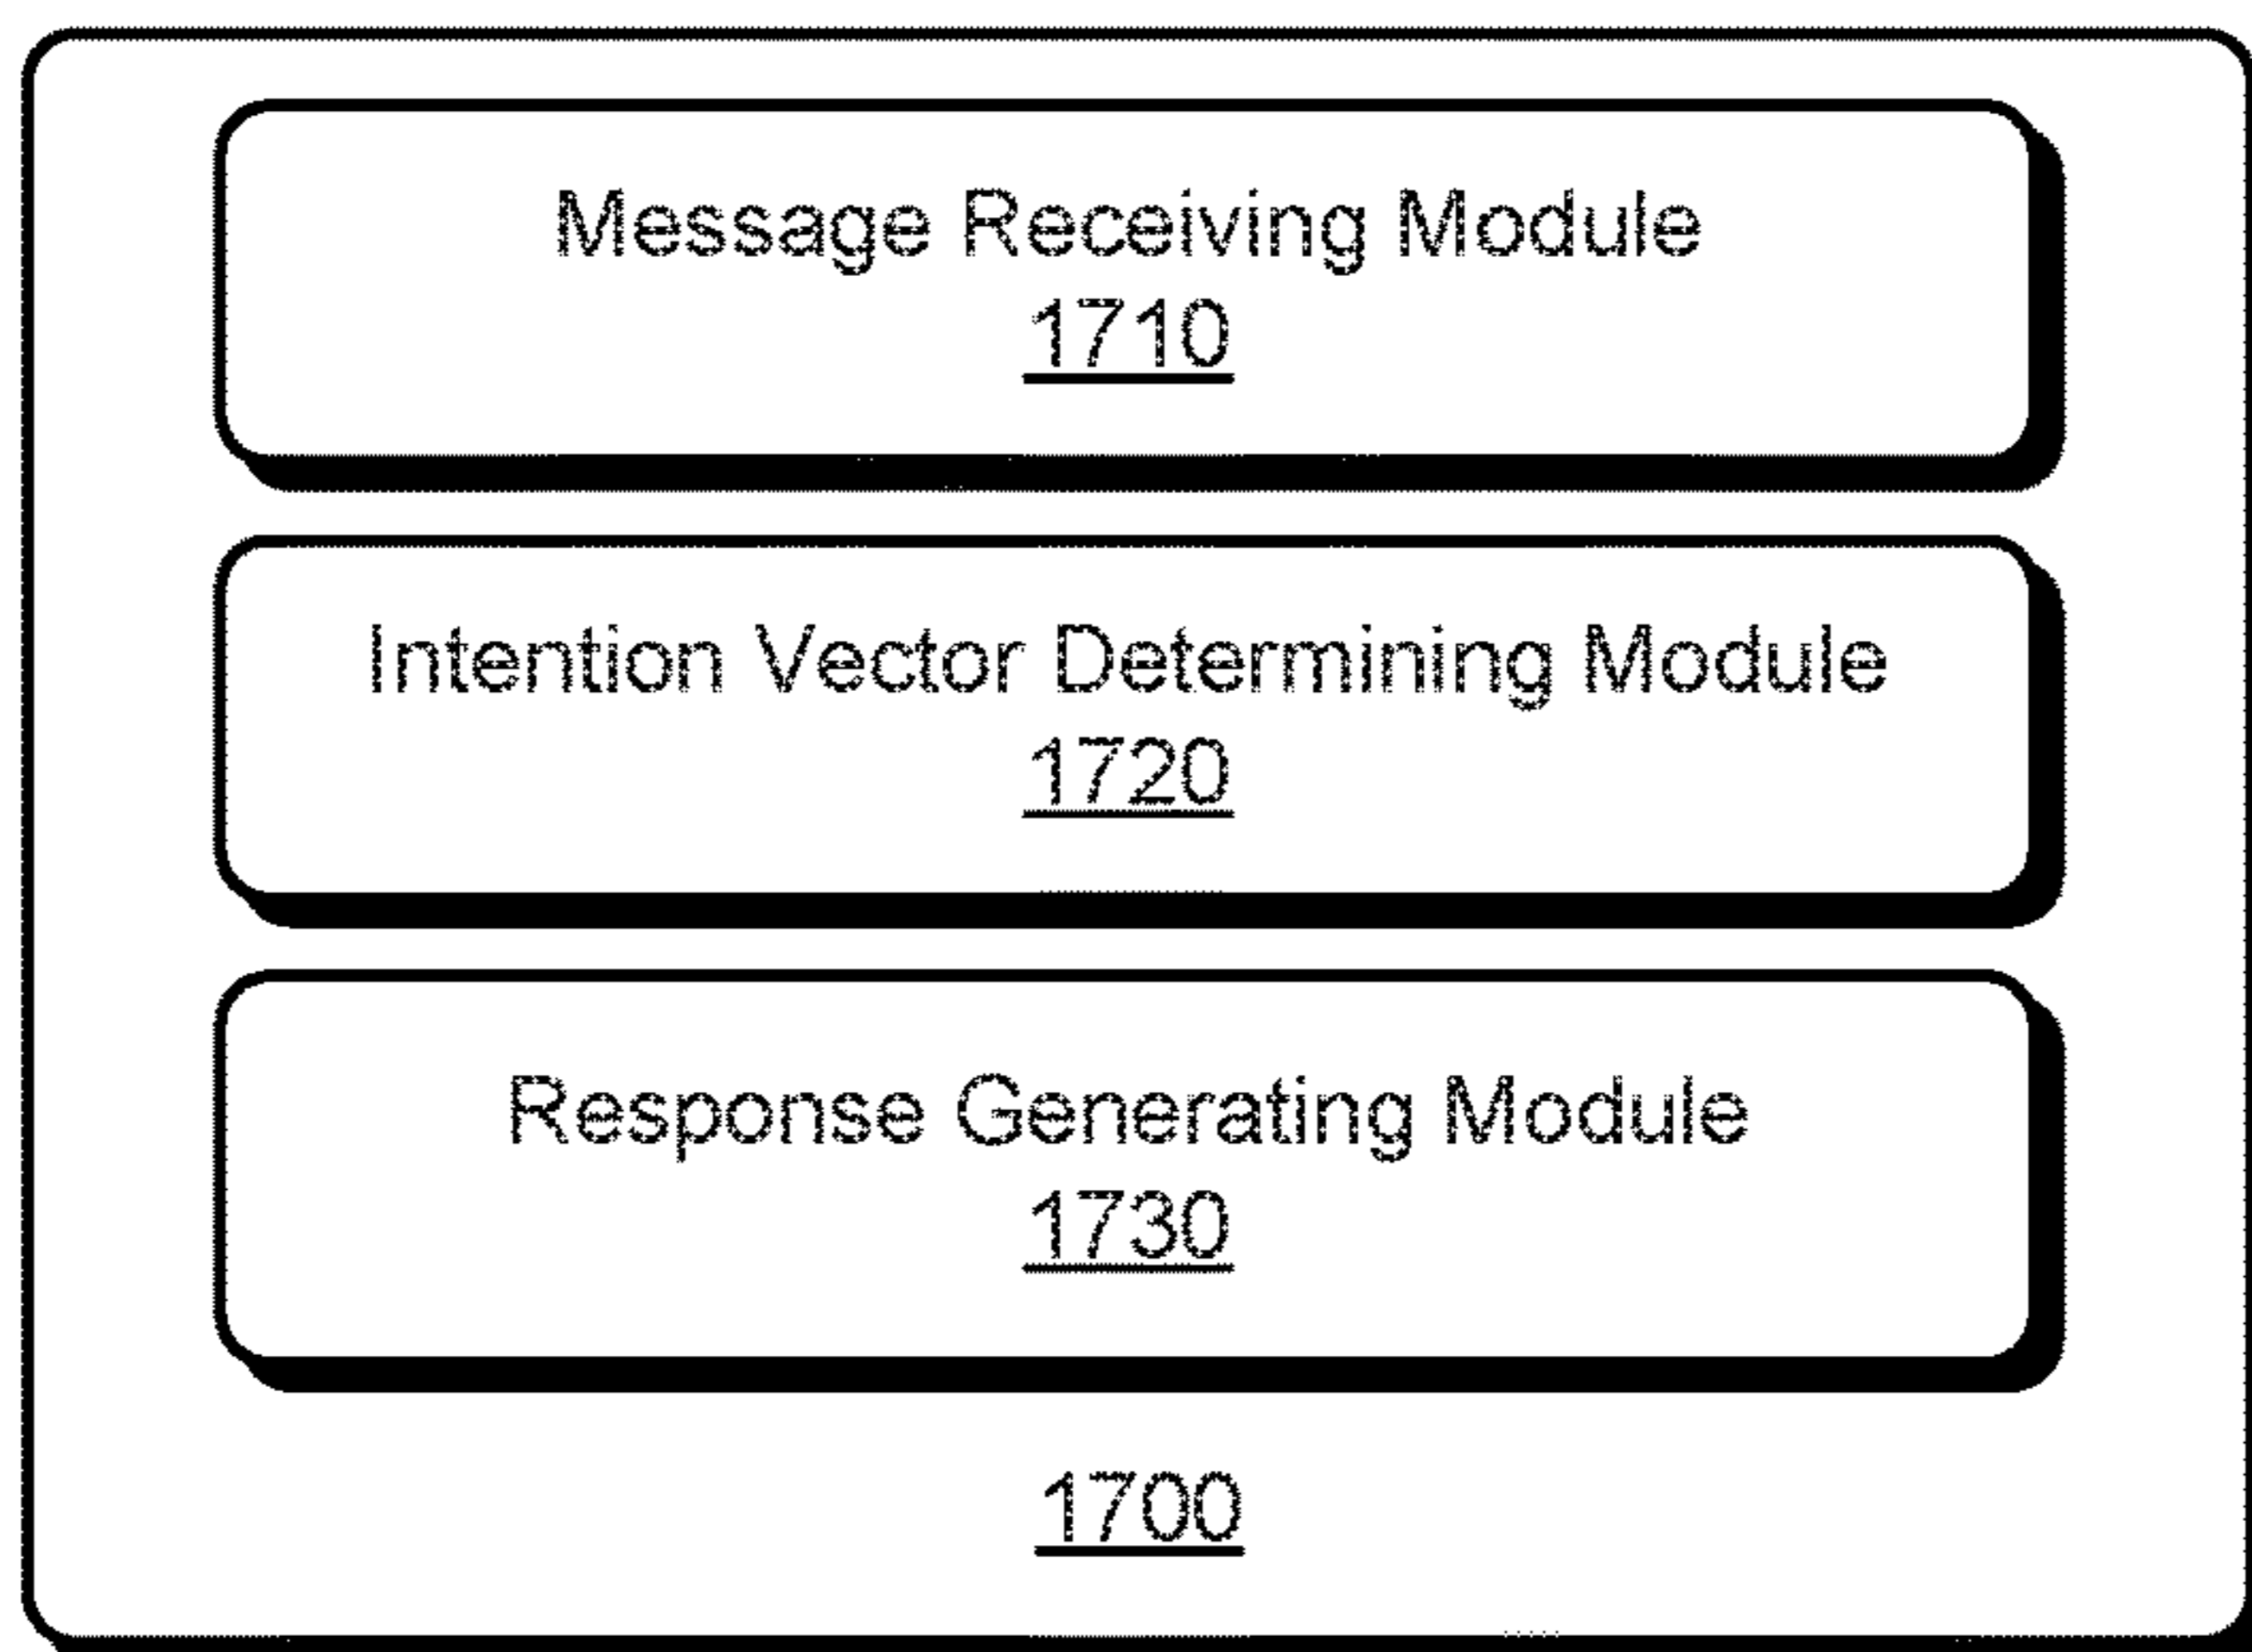 Message Receiving Module
1710
Intention Vector Determining Module
1720
Response Generating Module
1730
1700